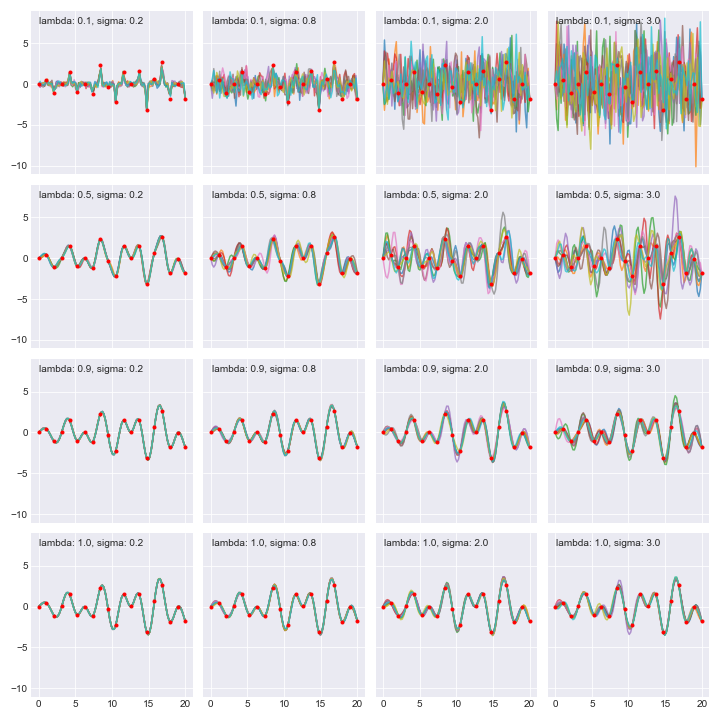 lambda: 0.1, sigma: 0.2
lambda: 0.1, sigma: 0.8
lambda: 0.1, sigma: 2.0
lambda: 0.1, sigma: 3.0
5
0
−5
−10
lambda: 0.5, sigma: 0.2
lambda: 0.5, sigma: 0.8
lambda: 0.5, sigma: 2.0
lambda: 0.5, sigma: 3.0
5
0
−5
−10
lambda: 0.9, sigma: 0.2
lambda: 0.9, sigma: 0.8
lambda: 0.9, sigma: 2.0
lambda: 0.9, sigma: 3.0
5
0
−5
−10
lambda: 1.0, sigma: 0.2
lambda: 1.0, sigma: 0.8
lambda: 1.0, sigma: 2.0
lambda: 1.0, sigma: 3.0
5
0
−5
−10
0 5 10 15 20
0 5 10 15 20
0 5 10 15 20
0 5 10 15 20